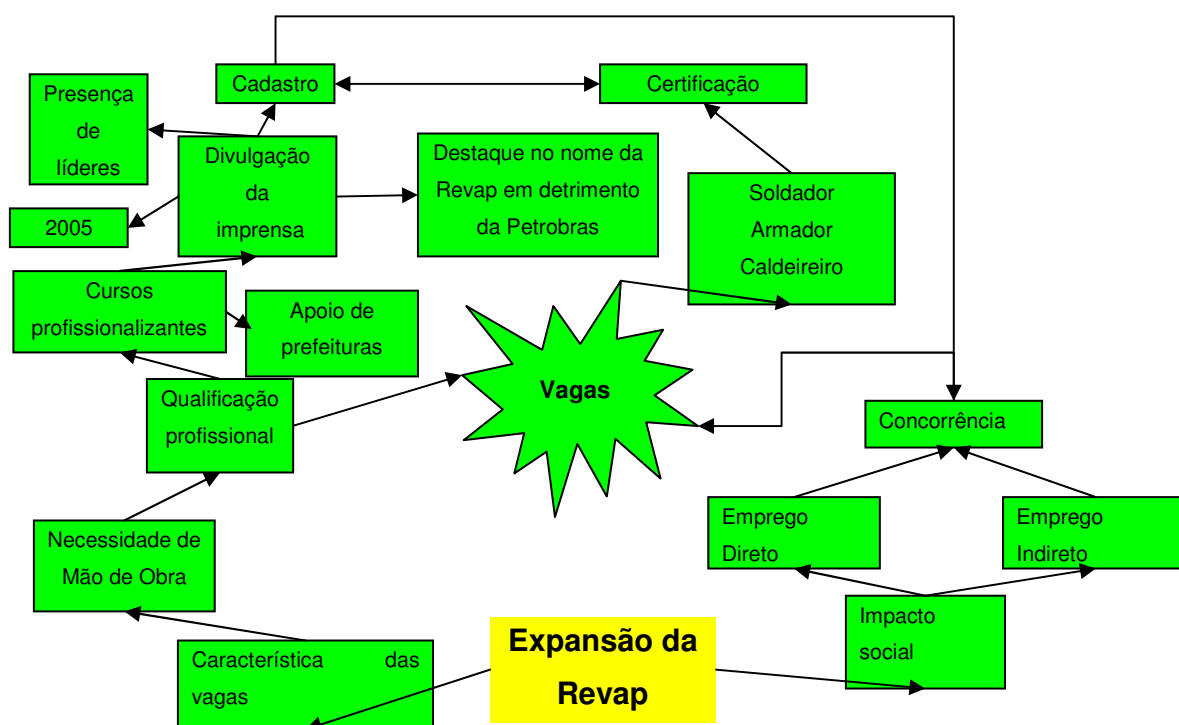 Cadastro
Certificação
Presença
de
líderes
Divulgação
da
imprensa
Destaque no nome da
Revap em detrimento
da Petrobras
Soldador
Armador
Caldeireiro
2005
Cursos
profissionalizantes
Apoio de
prefeituras
Vagas
Qualificação
profissional
Concorrência
Necessidade de
Mão de Obra
Emprego
Direto
Emprego
Indireto
Impacto
social
Expansão da
Revap
Característica das
vagas